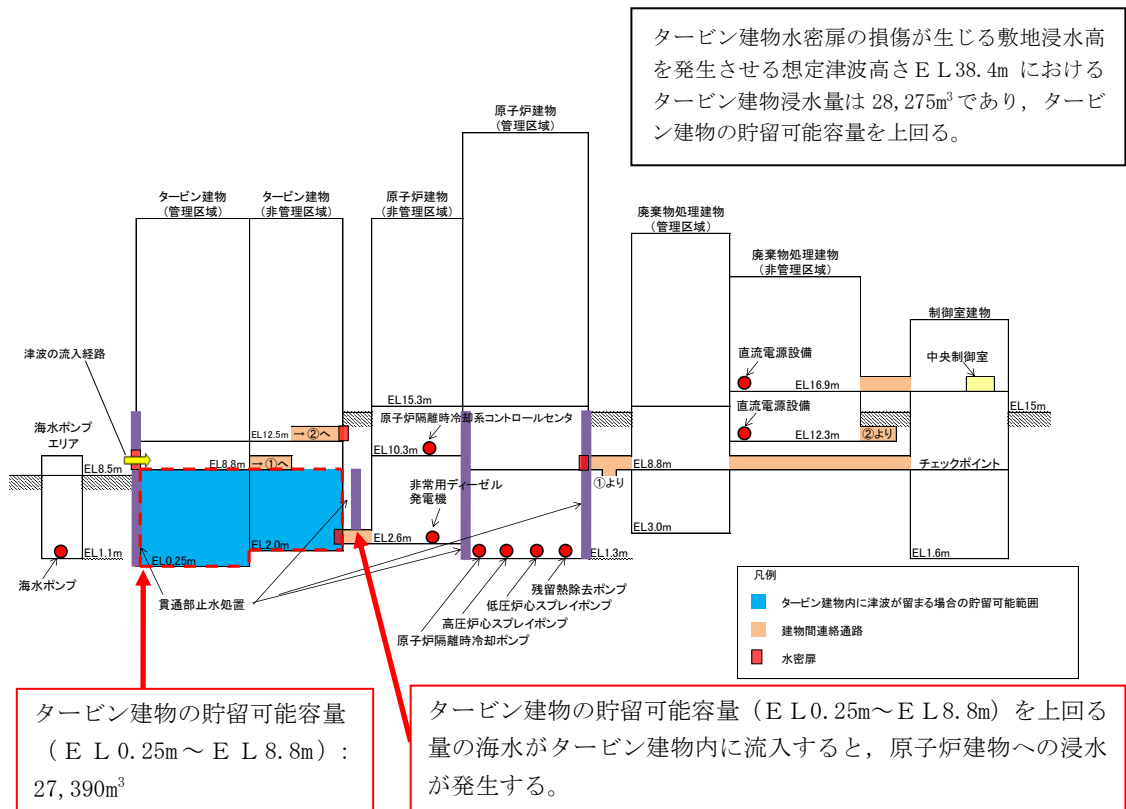 タービン建物水密扉の損傷が生じる敷地浸水高
を発生させる想定津波高さＥＬ38.4m における
タービン建物浸水量は 28,275m³であり，タービ
ン建物の貯留可能容量を上回る。
原子炉建物
(管理区域)
タービン建物
(管理区域)
タービン建物
(非管理区域)
原子炉建物
(非管理区域)
廃棄物処理建物
(管理区域)
廃棄物処理建物
(非管理区域)
制御室建物
津波の流入経路
直流電源設備
中央制御室
EL16.9m
EL15.3m
EL15m
原子炉隔離時冷却系コントロールセンタ
直流電源設備
海水ポンプ
エリア
EL12.5m
→②へ
EL12.3m
②より
EL10.3m
EL8.5m
EL8.8m
→①へ
EL8.8m
チェックポイント
①より
非常用ディーゼル
発電機
EL2.6m
EL3.0m
EL2.0m
EL1.1m
EL0.25m
EL1.3m
EL1.6m
海水ポンプ
貫通部止水処置
残留熱除去ポンプ
低圧炉心スプレイポンプ
高圧炉心スプレイポンプ
原子炉隔離時冷却ポンプ
凡例
タービン建物内に津波が留まる場合の貯留可能範囲
建物間連絡通路
水密扉
タービン建物の貯留可能容量
（ＥＬ0.25m～ＥＬ8.8m）：
27,390m³
タービン建物の貯留可能容量（ＥＬ0.25m～ＥＬ8.8m）を上回る
量の海水がタービン建物内に流入すると，原子炉建物への浸水
が発生する。